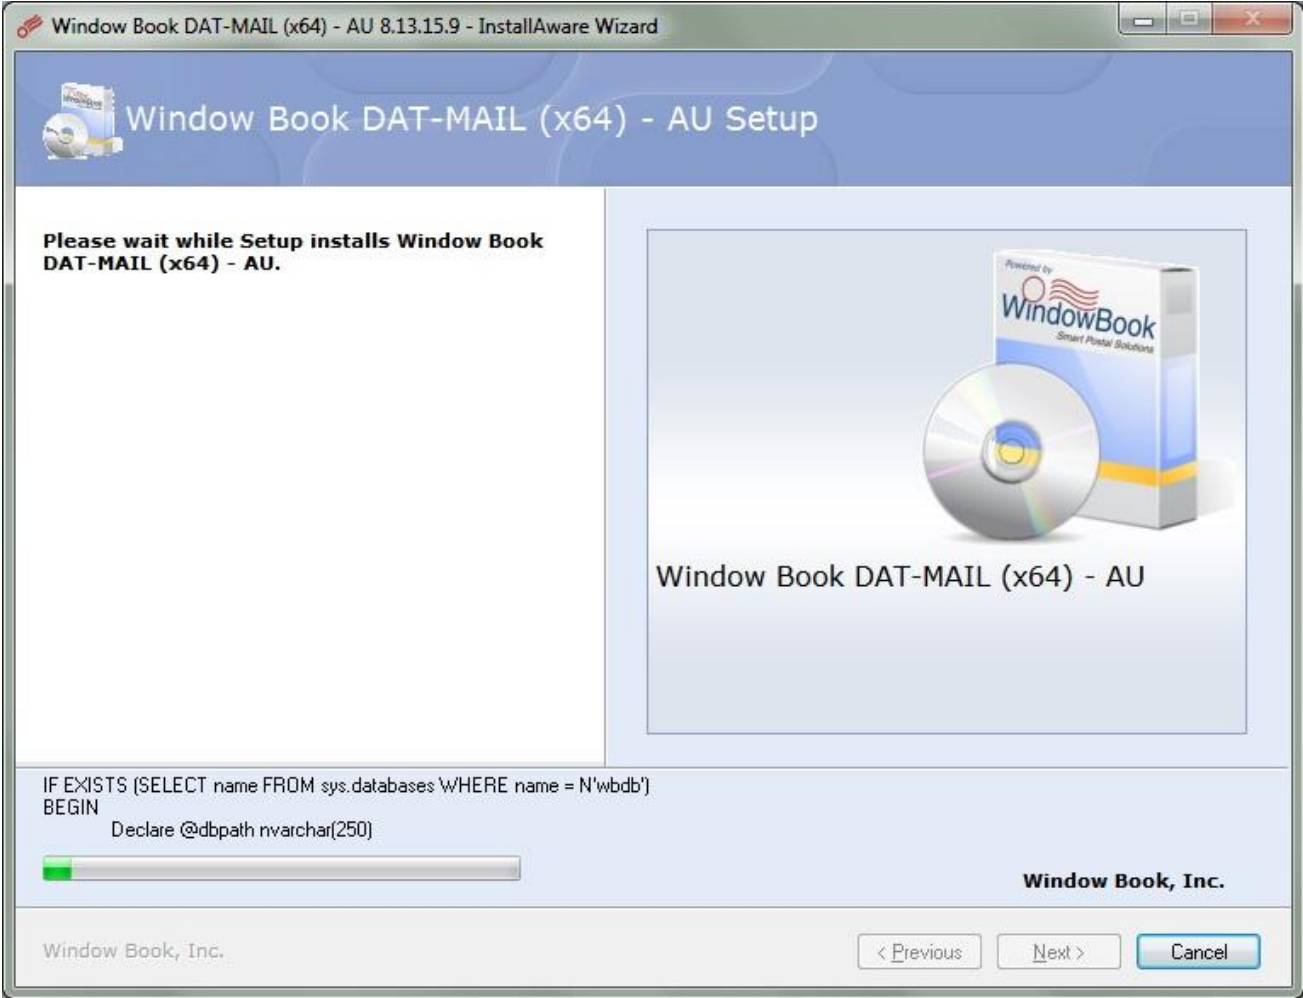 Window Book DAT-MAIL (x64) - AU 8.13.15.9 - InstallAware Wizard
Window Book DAT-MAIL (x64) - AU Setup
Please wait while Setup installs Window Book
DAT-MAIL (x64) - AU.
Powered by
WindowBook
Smart Postal Solutions
Window Book DAT-MAIL (x64) - AU
IF EXISTS (SELECT name FROM sys.databases WHERE name = N'wbdb')
BEGIN
Declare @dbpath nvarchar(250)
Window Book, Inc.
Window Book, Inc.
< Previous
Next >
Cancel